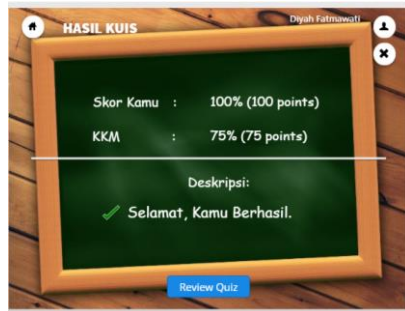 HASIL KUIS
Diyah Fatmawati
Skor Kamu : 100% (100 points)
KKM : 75% (75 points)
Deskripsi:
Selamat, Kamu Berhasil.
Review Quiz